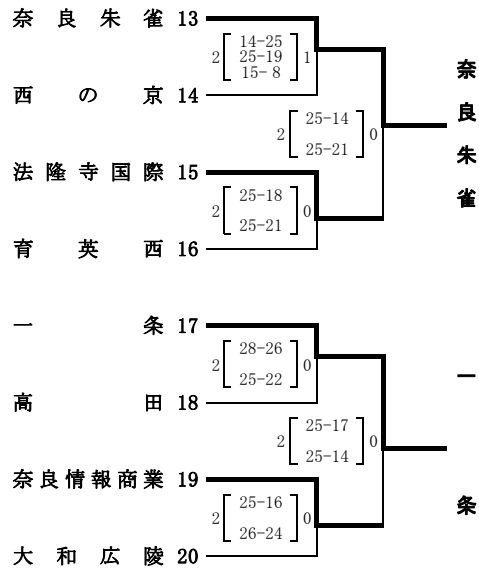 奈良朱雀 13
14-25
2 25-19 1
15- 8
西の京 14
25-14
2 0
25-21
法隆寺国際 15
25-18
2 0
25-21
育英西 16
奈良朱雀
一条 17
28-26
2 0
25-22
高田 18
25-17
2 0
25-14
奈良情報商業 19
25-16
2 0
26-24
大和広陵 20
一条